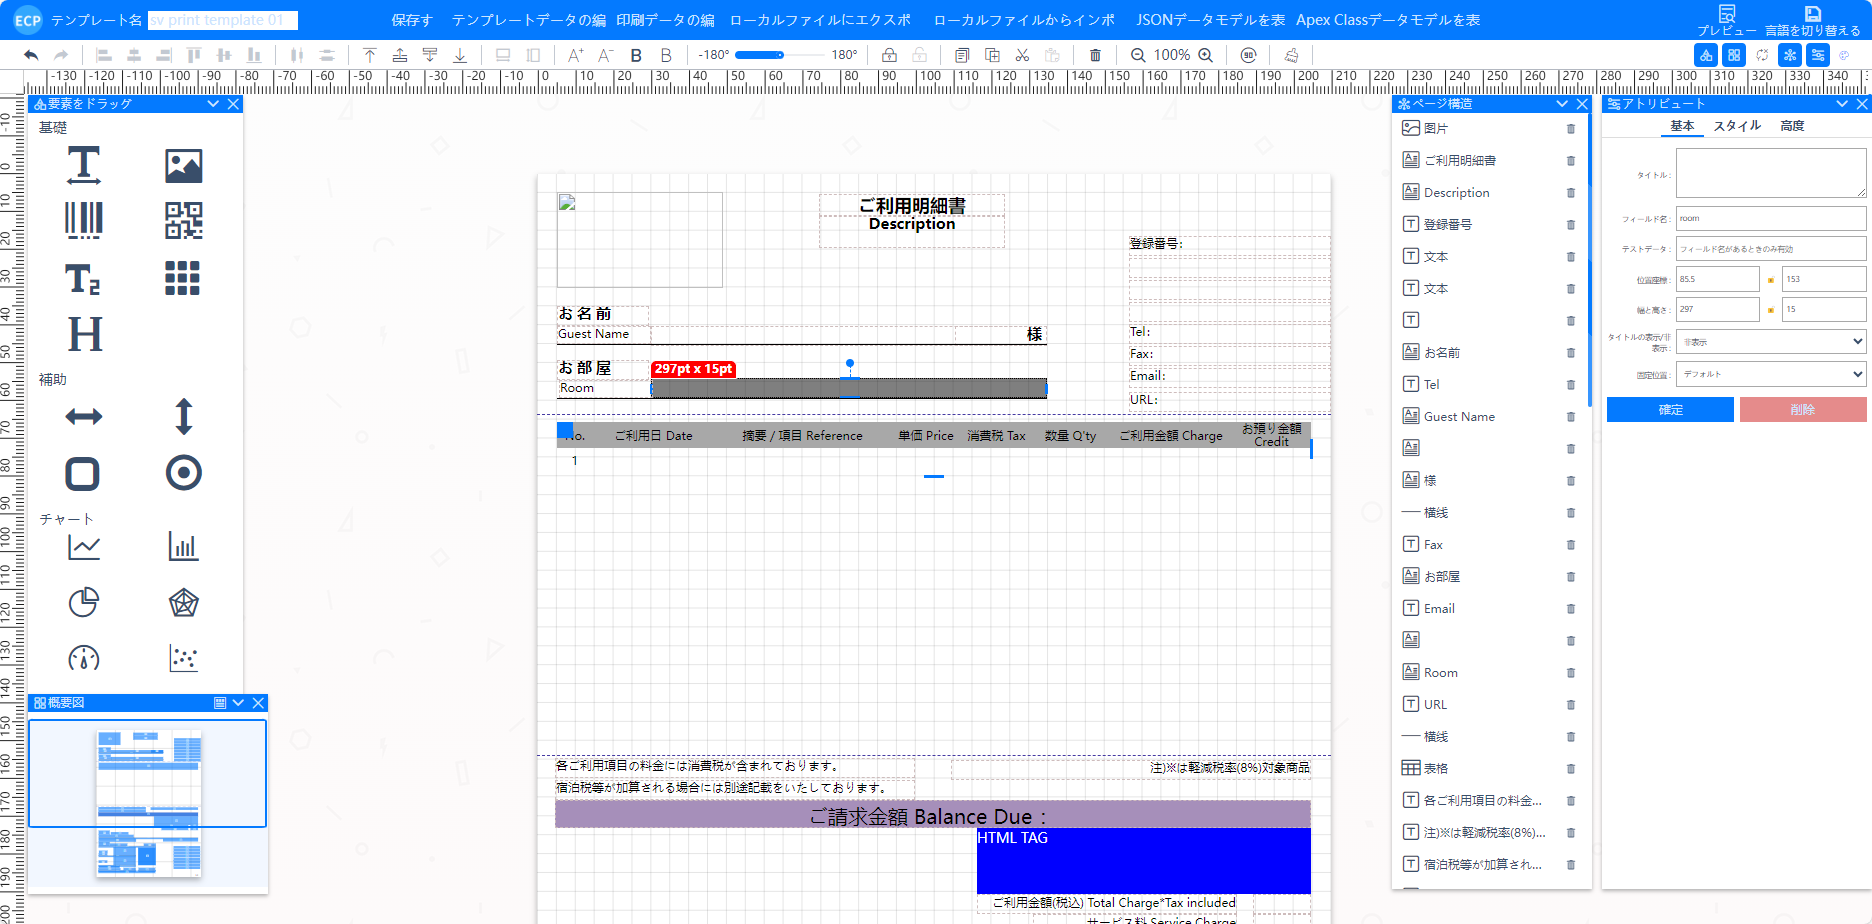 ECP テンプレート名 sv print template 01 保存す テンプレートデータの編 印刷データの編 ローカルファイルにエクスポ ローカルファイルからインポ JSONデータモデルを表 Apex Classデータモデルを表 プレビュー 言語を切り替える
-180° 180° 100%
-130 -120 -110 -100 -90 -80 -70 -60 -50 -40 -30 -20 -10 0 10 20 30 40 50 60 70 80 90 100 110 120 130 140 150 160 170 180 190 200 210 220 230 240 250 260 270 280 290 300 310 320 330 340
-10
0
10
20
30
40
50
60
70
80
90
100
110
120
130
140
150
160
170
180
190
200
要素をドラッグ
基礎
補助
チャート
概要図
ご利用明細書
Description
登録番号:
お名前
Guest Name
様
お部屋
297pt x 15pt
Room
Tel:
Fax:
Email:
URL:
No. ご利用日 Date 摘要 / 項目 Reference 単価 Price 消費税 Tax 数量 Q'ty ご利用金額 Charge お預り金額
Credit
1
各ご利用項目の料金には消費税が含まれております。
注)※は軽減税率(8%)対象商品
宿泊税等が加算される場合には別途記載をいたしております。
ご請求金額 Balance Due :
HTML TAG
ご利用金額(税込) Total Charge*Tax included
サービス料 Service Charge
ページ構造
图片
ご利用明細書
Description
登録番号
文本
文本
お名前
Tel
Guest Name
様
横线
Fax
お部屋
Email
Room
URL
横线
表格
各ご利用項目の料金...
注)※は軽減税率(8%)...
宿泊税等が加算され...
アトリビュート
基本 スタイル 高度
タイトル:
フィールド名: room
テストデータ: フィールド名があるときのみ有効
位置座標: 85.5 153
幅と高さ: 297 15
タイトルの表示/非
表示: 非表示
固定位置: デフォルト
確定 削除